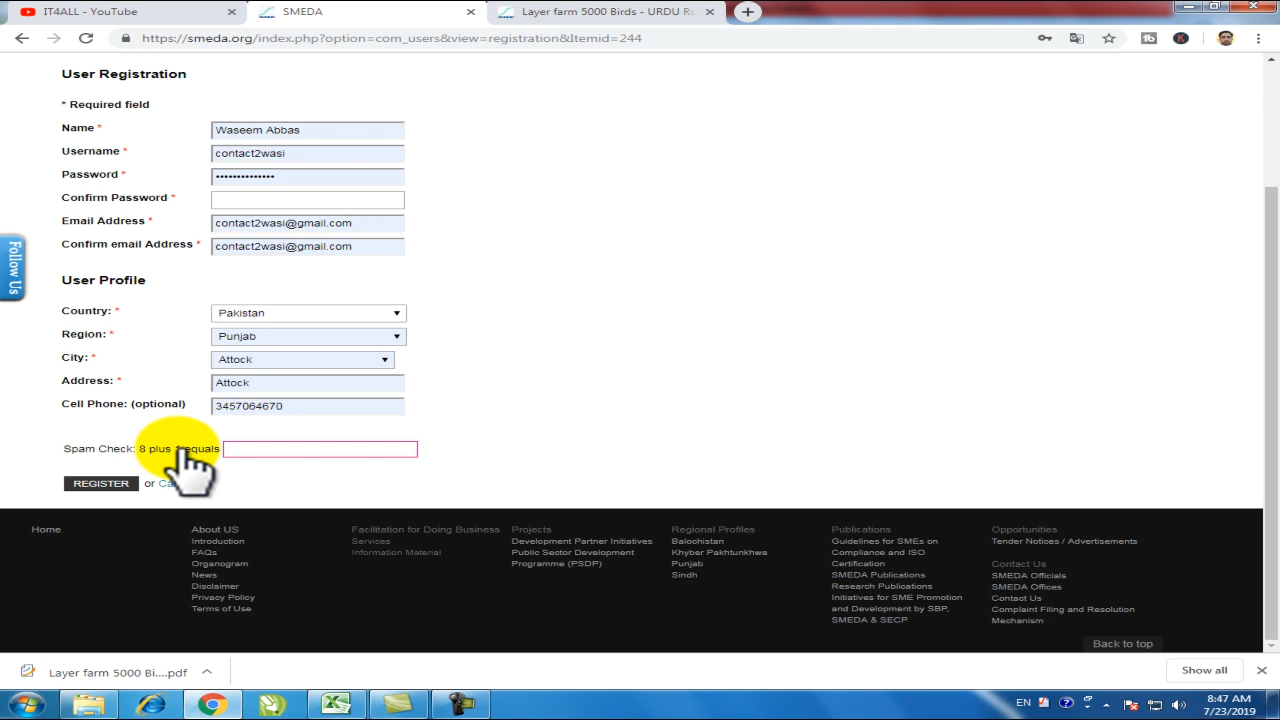 IT4ALL - YouTube
SMEDA
Layer farm 5000 Birds - URDU Rs
https://smeda.org/index.php?option=com_users&view=registration&Itemid=244
User Registration
* Required field
Name * Waseem Abbas
Username * contact2wasi
Password * ••••••••••••••
Confirm Password *
Email Address * contact2wasi@gmail.com
Confirm email Address * contact2wasi@gmail.com
Follow Us
User Profile
Country: * Pakistan
Region: * Punjab
City: * Attock
Address: * Attock
Cell Phone: (optional) 3457064670
Spam Check: 8 plus equals
REGISTER or
Home
About US
Introduction
FAQs
Organogram
News
Disclaimer
Privacy Policy
Terms of Use
Facilitation for Doing Business
Services
Information Material
Projects
Development Partner Initiatives
Public Sector Development
Programme (PSDP)
Regional Profiles
Balochistan
Khyber Pakhtunkhwa
Punjab
Sindh
Publications
Guidelines for SMEs on
Compliance and ISO
Certification
SMEDA Publications
Research Publications
Initiatives for SME Promotion
and Development by SBP,
SMEDA & SECP
Opportunities
Tender Notices / Advertisements
Contact Us
SMEDA Officials
SMEDA Offices
Contact Us
Complaint Filing and Resolution
Mechanism
Back to top
Layer farm 5000 Bi....pdf
Show all
EN
8:47 AM
7/23/2019